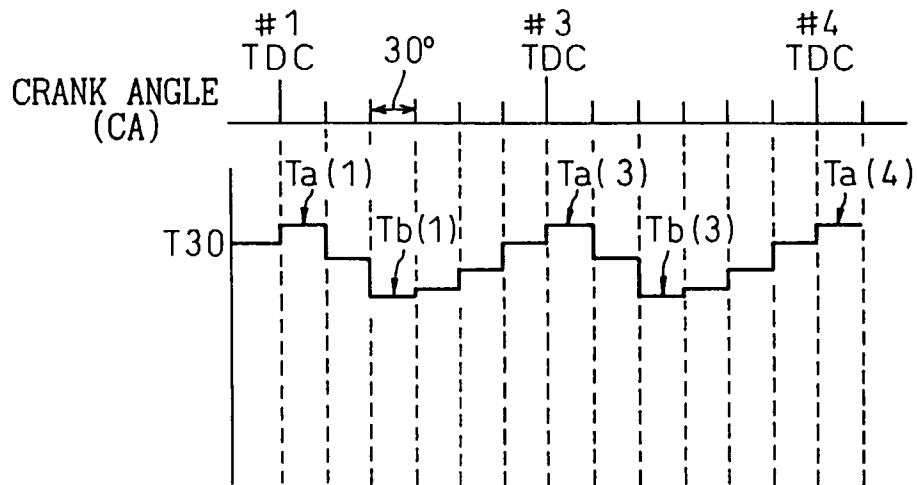 #1
TDC
30°
#3
TDC
#4
TDC
CRANK ANGLE
(CA)
Ta(1)
Ta(3)
Ta(4)
T30
Tb(1)
Tb(3)